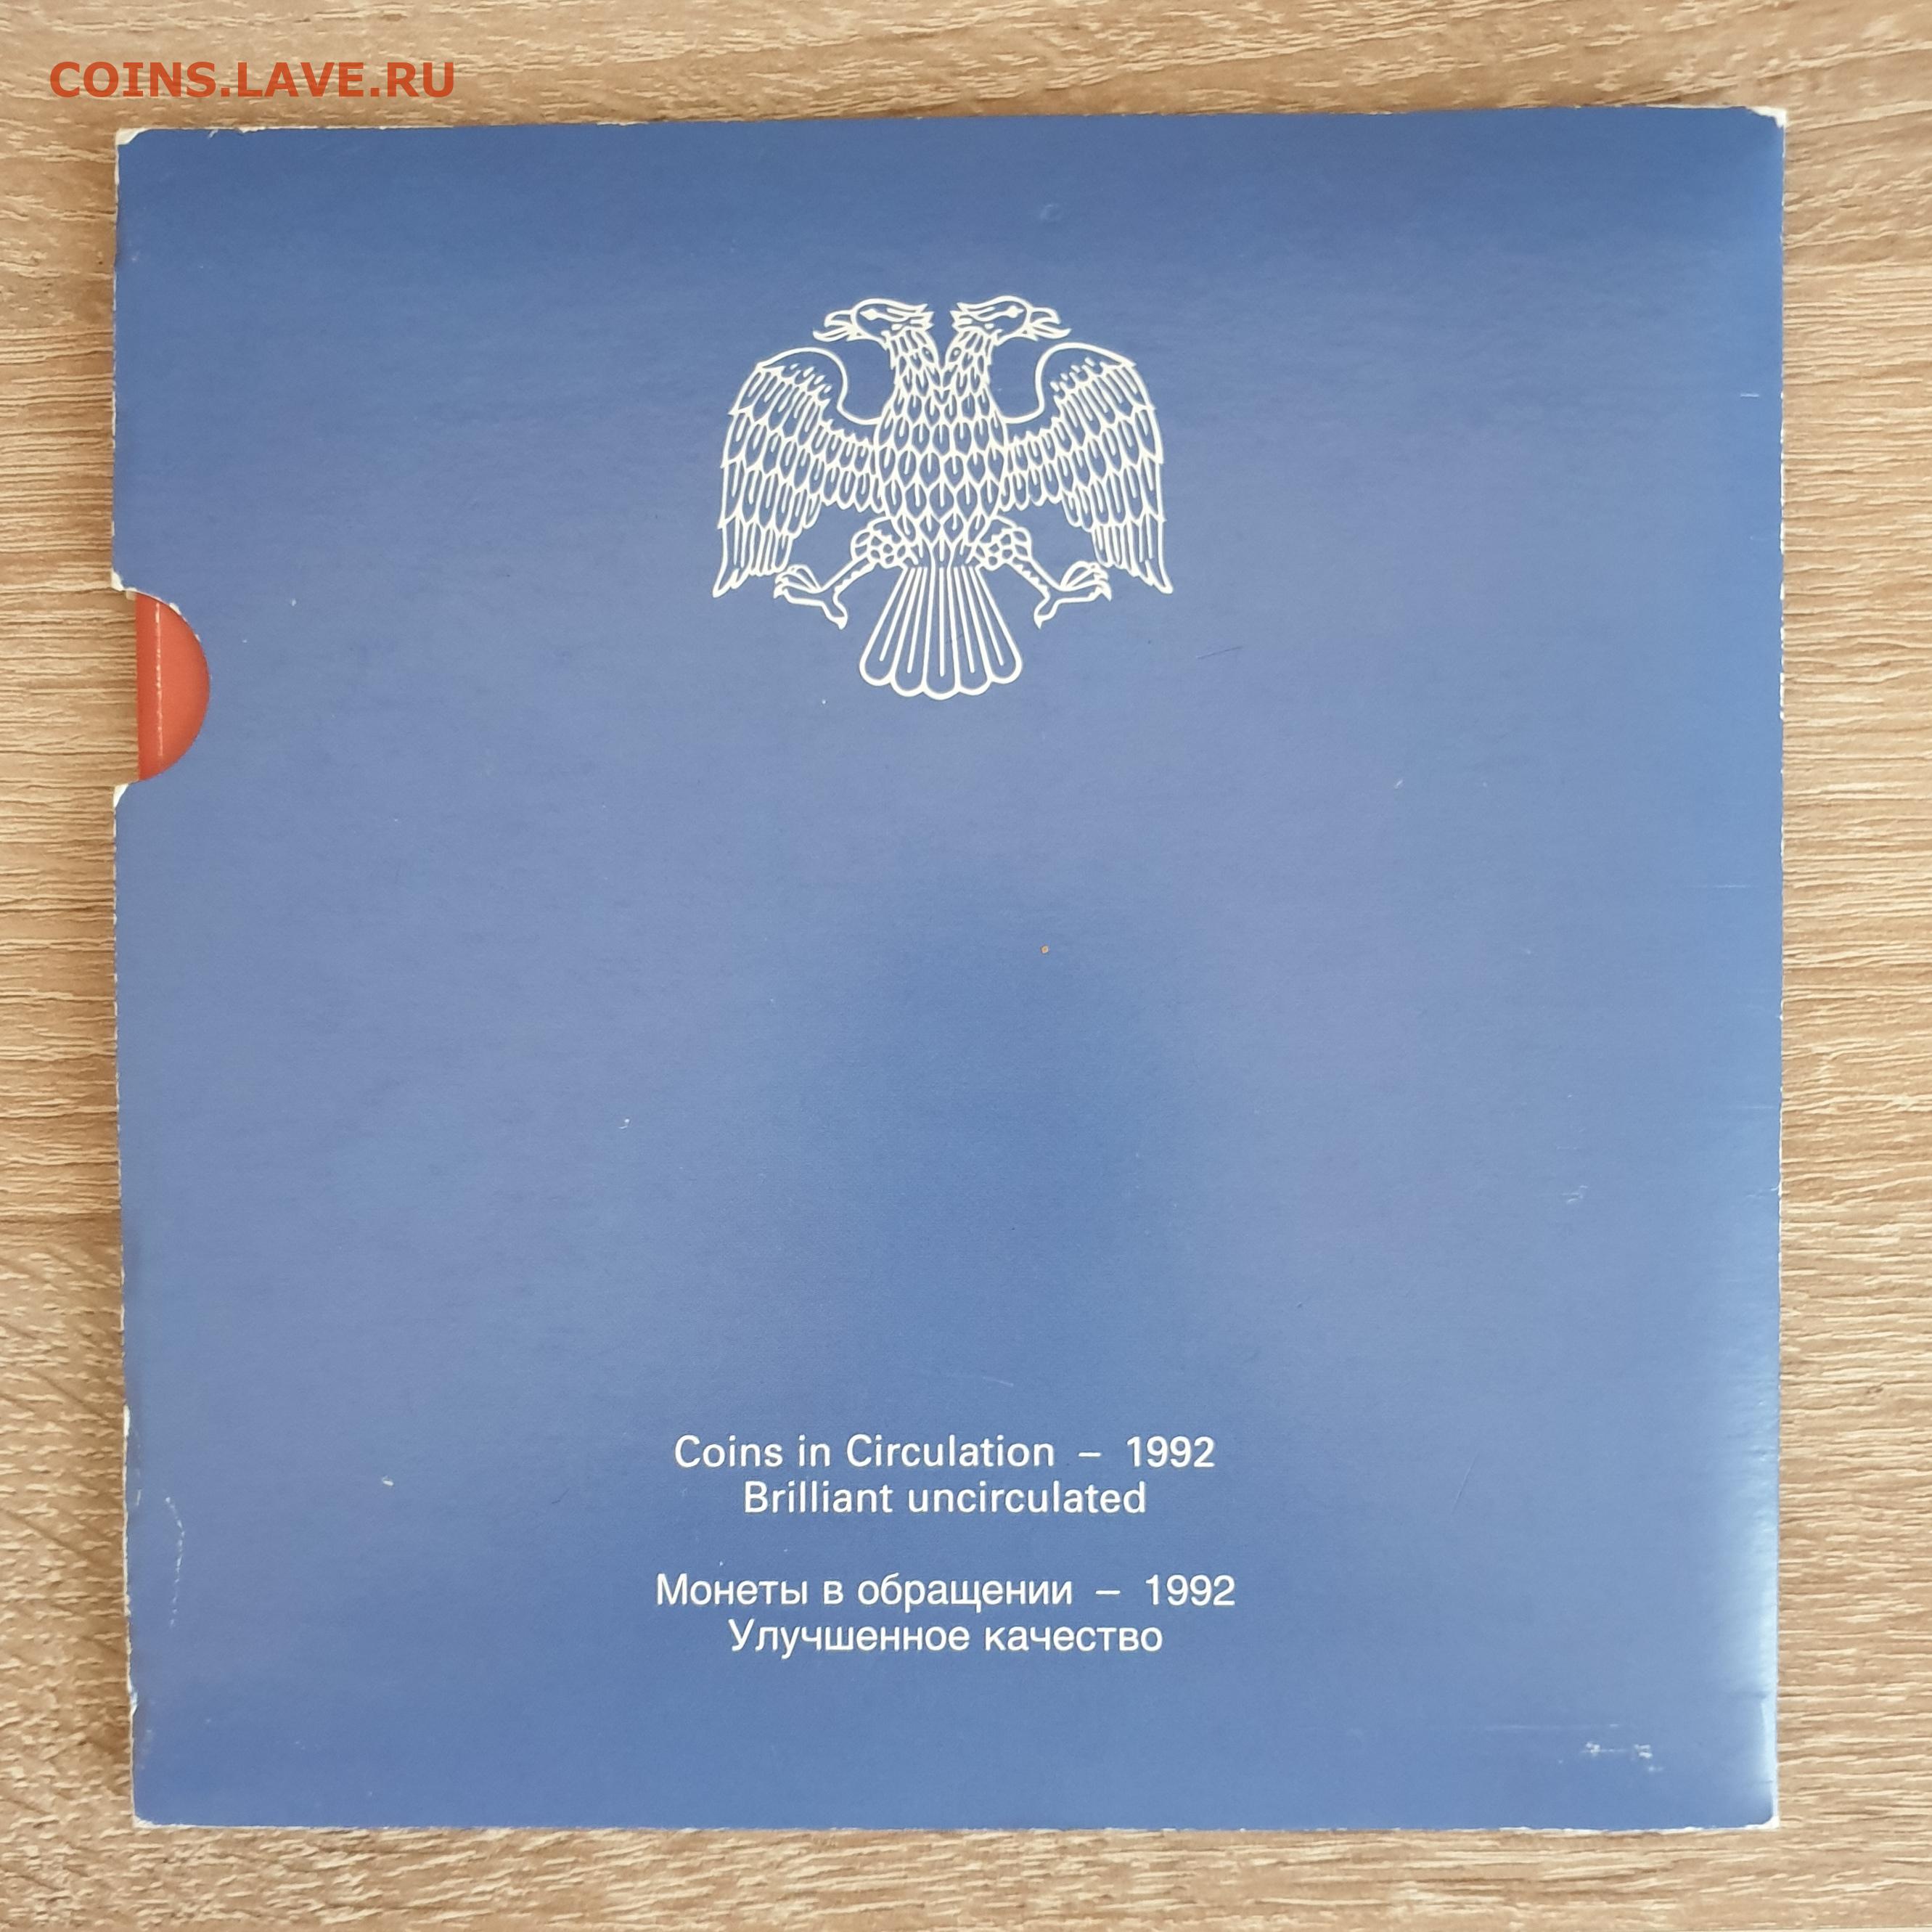 COINS.LAVE.RU
Coins in Circulation – 1992
Brilliant uncirculated
Монеты в обращении – 1992
Улучшенное качество